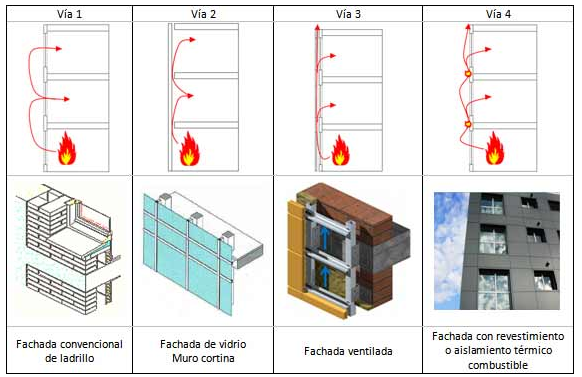 Vía 1
Vía 2
Vía 3
Vía 4
Fachada convencional
de ladrillo
Fachada de vidrio
Muro cortina
Fachada ventilada
Fachada con revestimiento
o aislamiento térmico
combustible